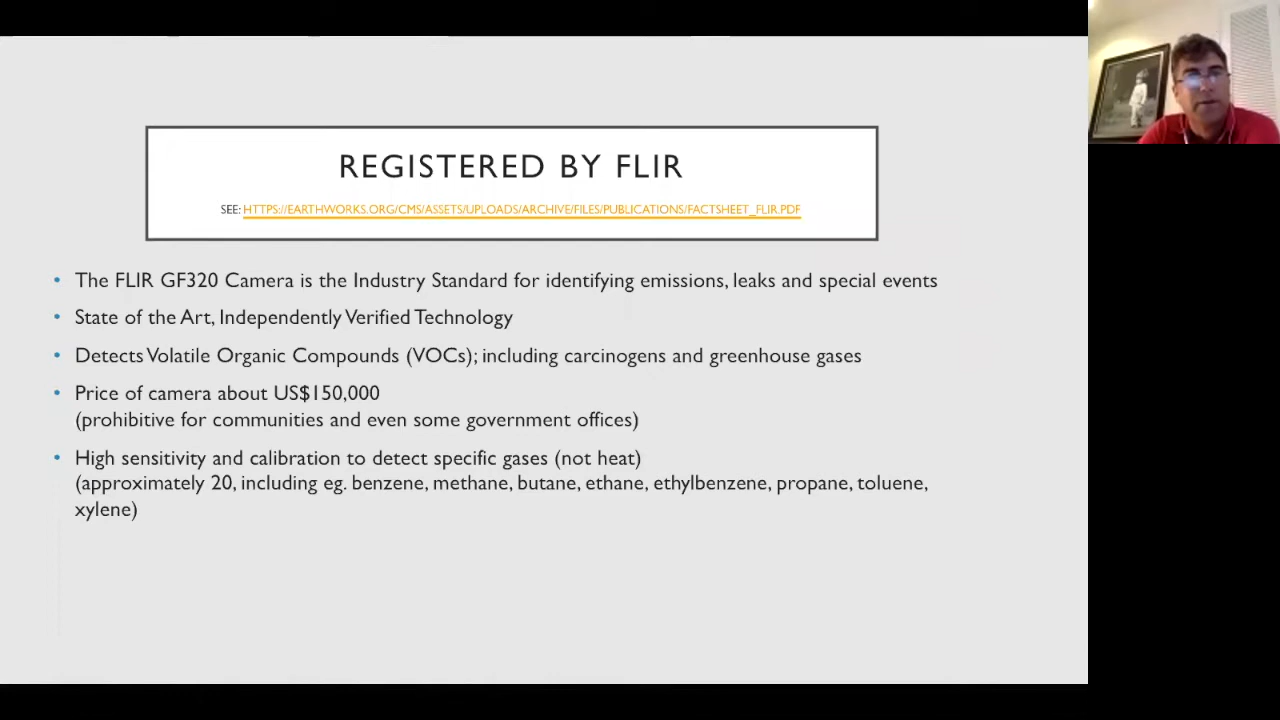 REGISTERED BY FLIR
SEE: HTTPS://EARTHWORKS.ORG/CMS/ASSETS/UPLOADS/ARCHIVE/FILES/PUBLICATIONS/FACTSHEET_FLIR.PDF
• The FLIR GF320 Camera is the Industry Standard for identifying emissions, leaks and special events
• State of the Art, Independently Verified Technology
• Detects Volatile Organic Compounds (VOCs); including carcinogens and greenhouse gases
• Price of camera about US$150,000
(prohibitive for communities and even some government offices)
• High sensitivity and calibration to detect specific gases (not heat)
(approximately 20, including eg. benzene, methane, butane, ethane, ethylbenzene, propane, toluene,
xylene)